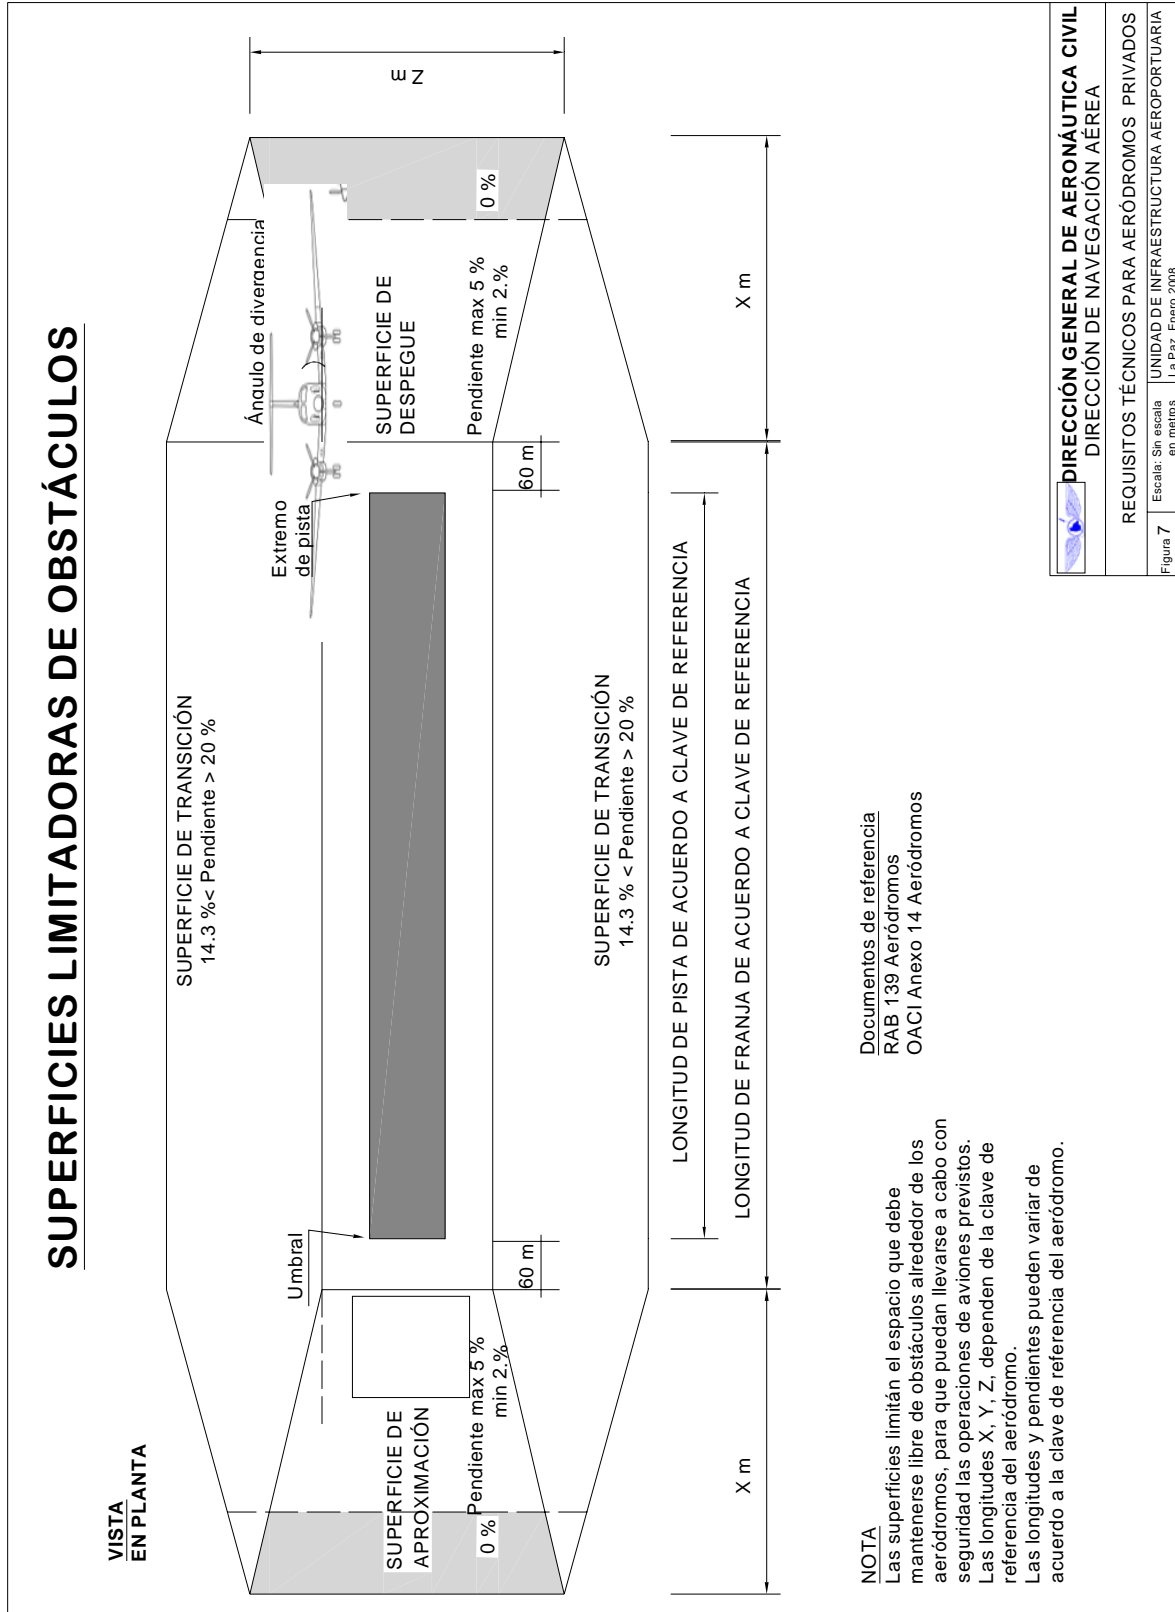 SUPERFICIES LIMITADORAS DE OBSTÁCULOS
VISTA
EN PLANTA
SUPERFICIE DE TRANSICIÓN
14.3 %< Pendiente > 20 %
Umbral
Extremo
de pista
Ángulo de divergencia
Z m
SUPERFICIE DE
APROXIMACIÓN
Pendiente max 5 %
min 2.%
0 %
SUPERFICIE DE
DESPEGUE
Pendiente max 5 %
min 2.%
0 %
60 m
60 m
SUPERFICIE DE TRANSICIÓN
14.3 % < Pendiente > 20 %
LONGITUD DE PISTA DE ACUERDO A CLAVE DE REFERENCIA
LONGITUD DE FRANJA DE ACUERDO A CLAVE DE REFERENCIA
X m
X m
NOTA
Las superficies limitán el espacio que debe
mantenerse libre de obstáculos alrededor de los
aeródromos, para que puedan llevarse a cabo con
seguridad las operaciones de aviones previstos.
Las longitudes X, Y, Z, dependen de la clave de
referencia del aeródromo.
Las longitudes y pendientes pueden variar de
acuerdo a la clave de referencia del aeródromo.
Documentos de referencia
RAB 139 Aeródromos
OACI Anexo 14 Aeródromos
DIRECCIÓN GENERAL DE AERONÁUTICA CIVIL
DIRECCIÓN DE NAVEGACIÓN AÉREA
REQUISITOS TÉCNICOS PARA AERÓDROMOS PRIVADOS
Figura 7
Escala: Sin escala
en metros
UNIDAD DE INFRAESTRUCTURA AEROPORTUARIA
La Paz, Enero 2008